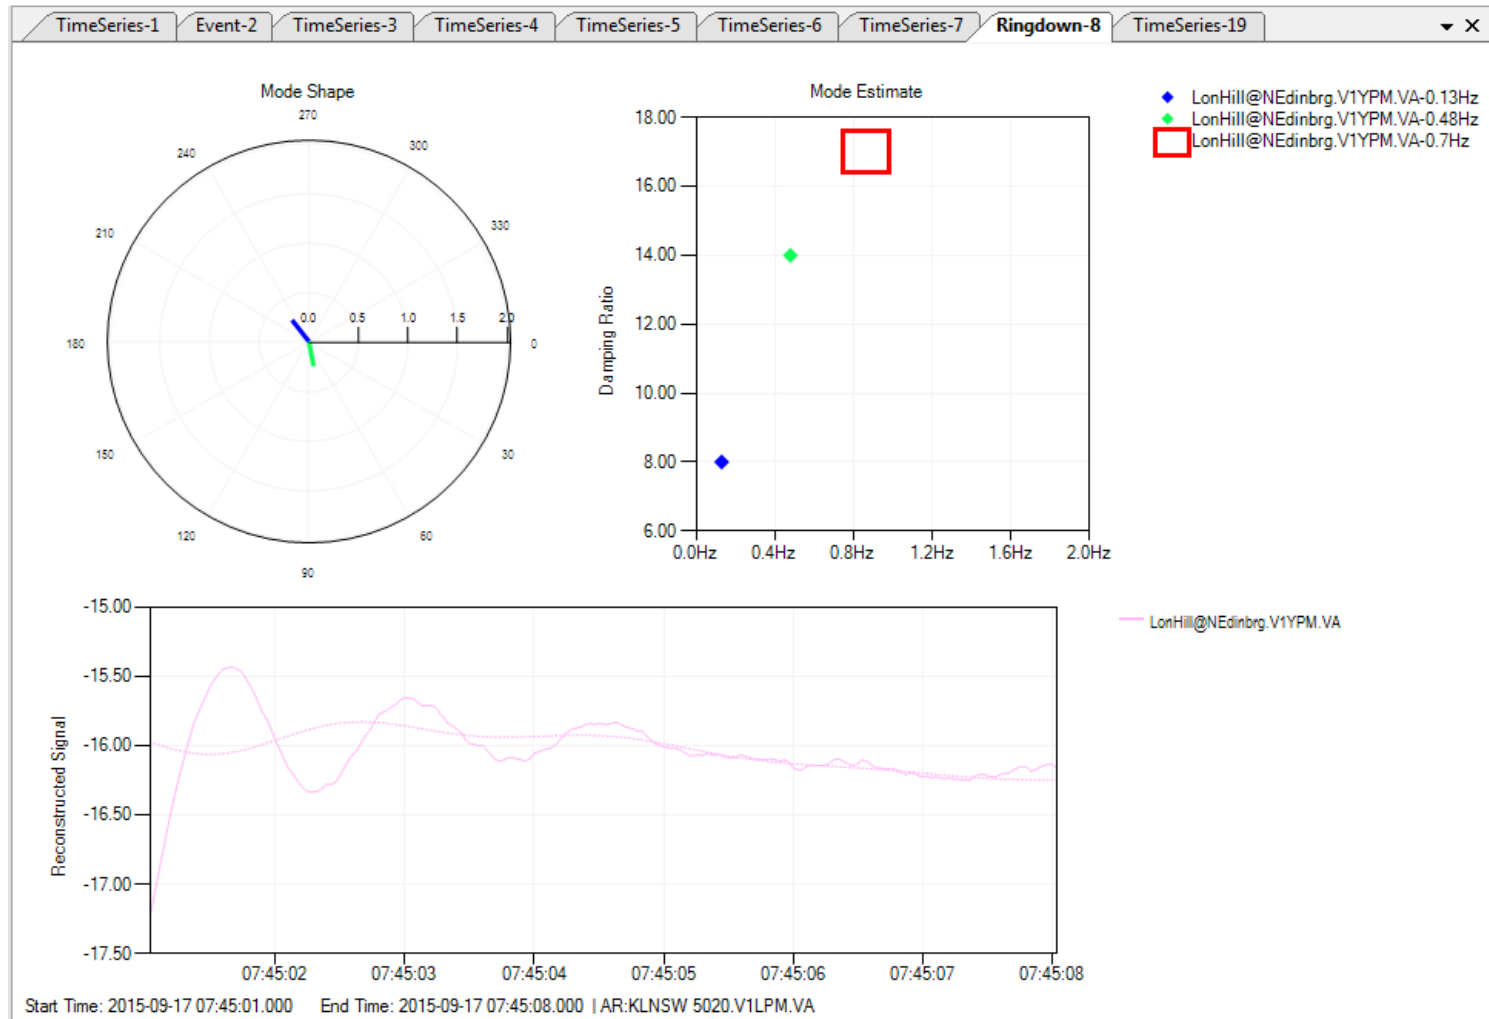 TimeSeries-1 Event-2 TimeSeries-3 TimeSeries-4 TimeSeries-5 TimeSeries-6 TimeSeries-7 Ringdown-8 TimeSeries-19
Mode Shape
270
240 300
210 330
0.0 0.5 1.0 1.5 2.0
180 0
150 30
120 60
90
Mode Estimate
18.00
16.00
14.00
12.00
10.00
8.00
6.00
Damping Ratio
0.0Hz 0.4Hz 0.8Hz 1.2Hz 1.6Hz 2.0Hz
LonHill@NEdinbrg.V1YPM.VA-0.13Hz
LonHill@NEdinbrg.V1YPM.VA-0.48Hz
LonHill@NEdinbrg.V1YPM.VA-0.7Hz
-15.00
-15.50
-16.00
-16.50
-17.00
-17.50
Reconstructed Signal
07:45:02 07:45:03 07:45:04 07:45:05 07:45:06 07:45:07 07:45:08
LonHill@NEdinbrg.V1YPM.VA
Start Time: 2015-09-17 07:45:01.000 End Time: 2015-09-17 07:45:08.000 | AR:KLNSW 5020.V1LPM.VA